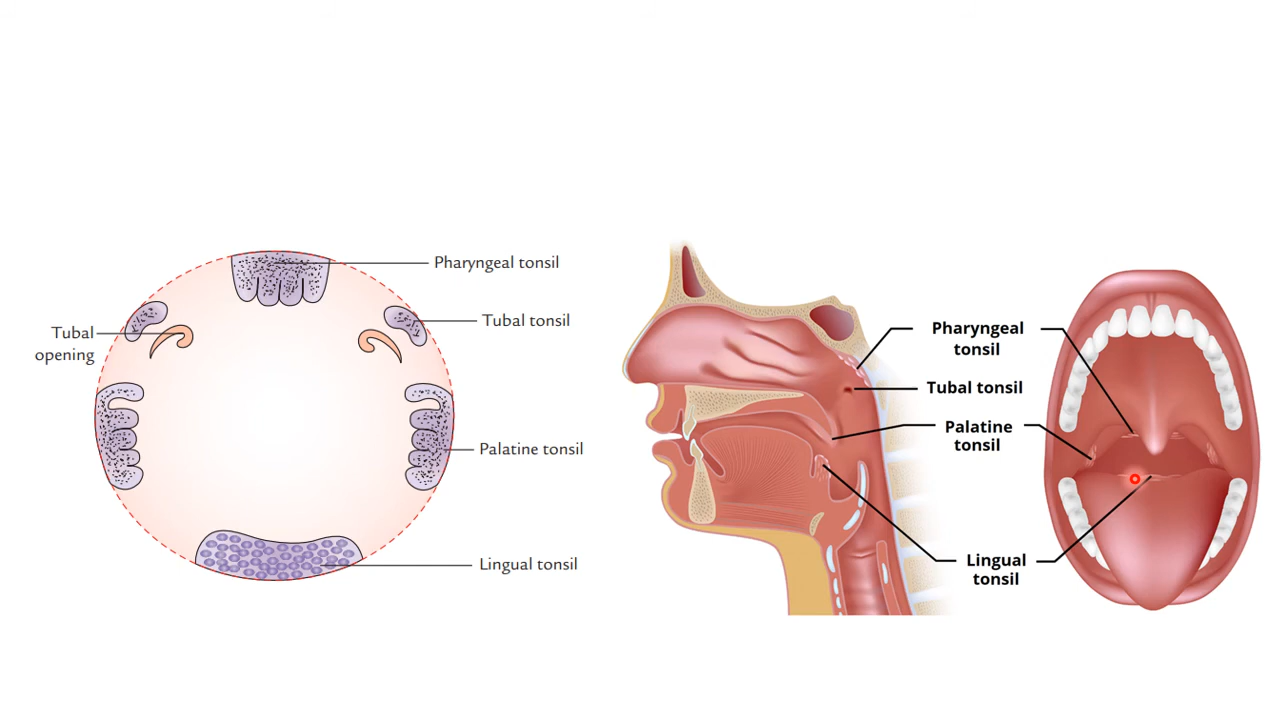 Pharyngeal tonsil
Tubal tonsil
Tubal
opening
Palatine tonsil
Lingual tonsil
Pharyngeal
tonsil
Tubal tonsil
Palatine
tonsil
Lingual
tonsil